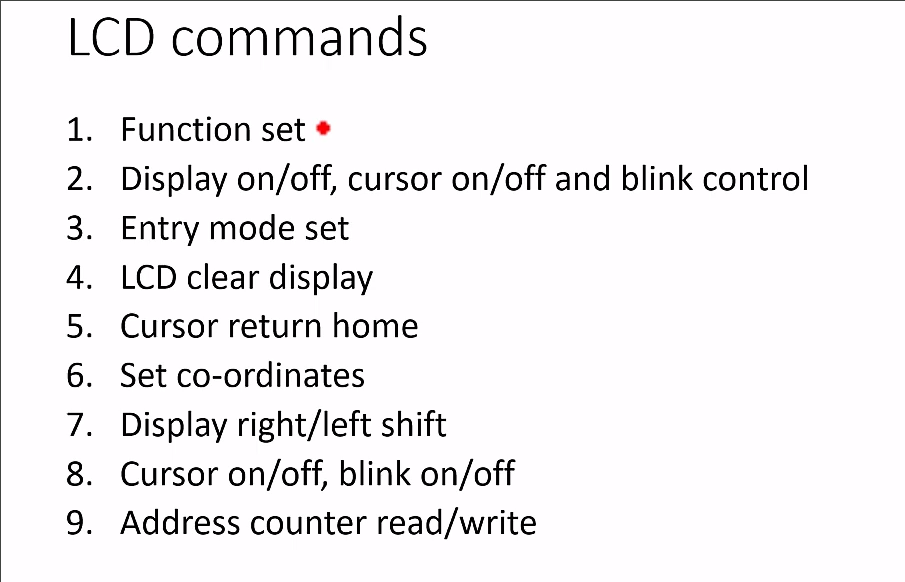 LCD commands
1. Function set
2. Display on/off, cursor on/off and blink control
3. Entry mode set
4. LCD clear display
5. Cursor return home
6. Set co-ordinates
7. Display right/left shift
8. Cursor on/off, blink on/off
9. Address counter read/write